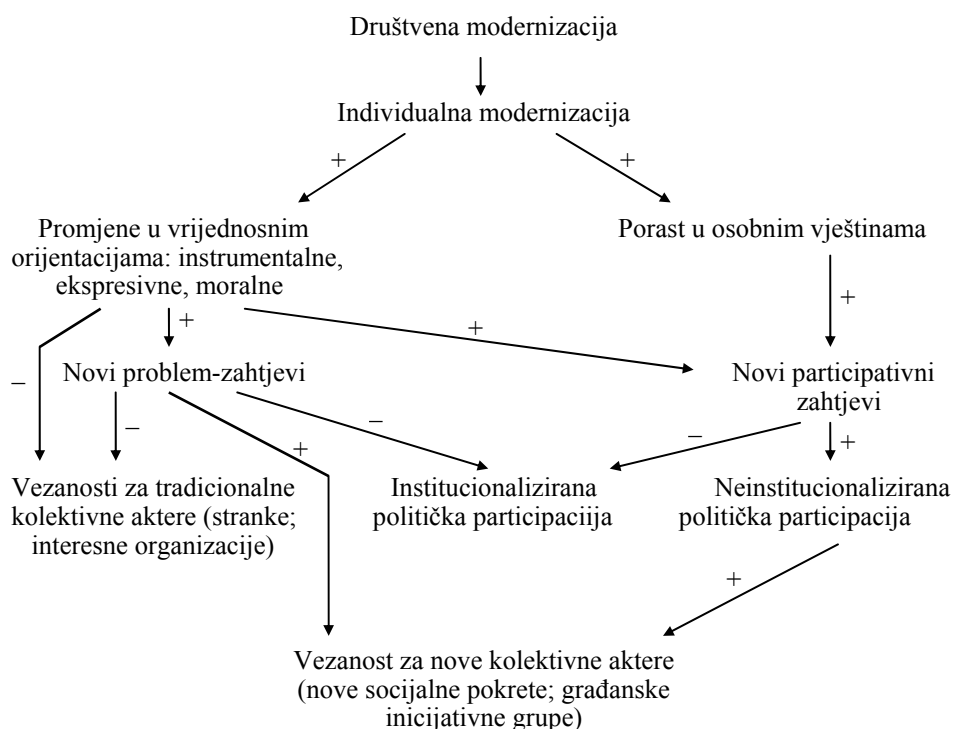 Društvena modernizacija
Individualna modernizacija
+
+
Promjene u vrijednosnim
orijentacijama: instrumentalne,
ekspresivne, moralne
Porast u osobnim vještinama
+
+
+
–
Novi problem-zahtjevi
Novi participativni
zahtjevi
–
–
+
–
+
Vezanosti za tradicionalne
kolektivne aktere (stranke;
interesne organizacije)
Institucionalizirana
politička participaciija
Neinstitucionalizirana
politička participacija
+
Vezanost za nove kolektivne aktere
(nove socijalne pokrete; građanske
inicijativne grupe)